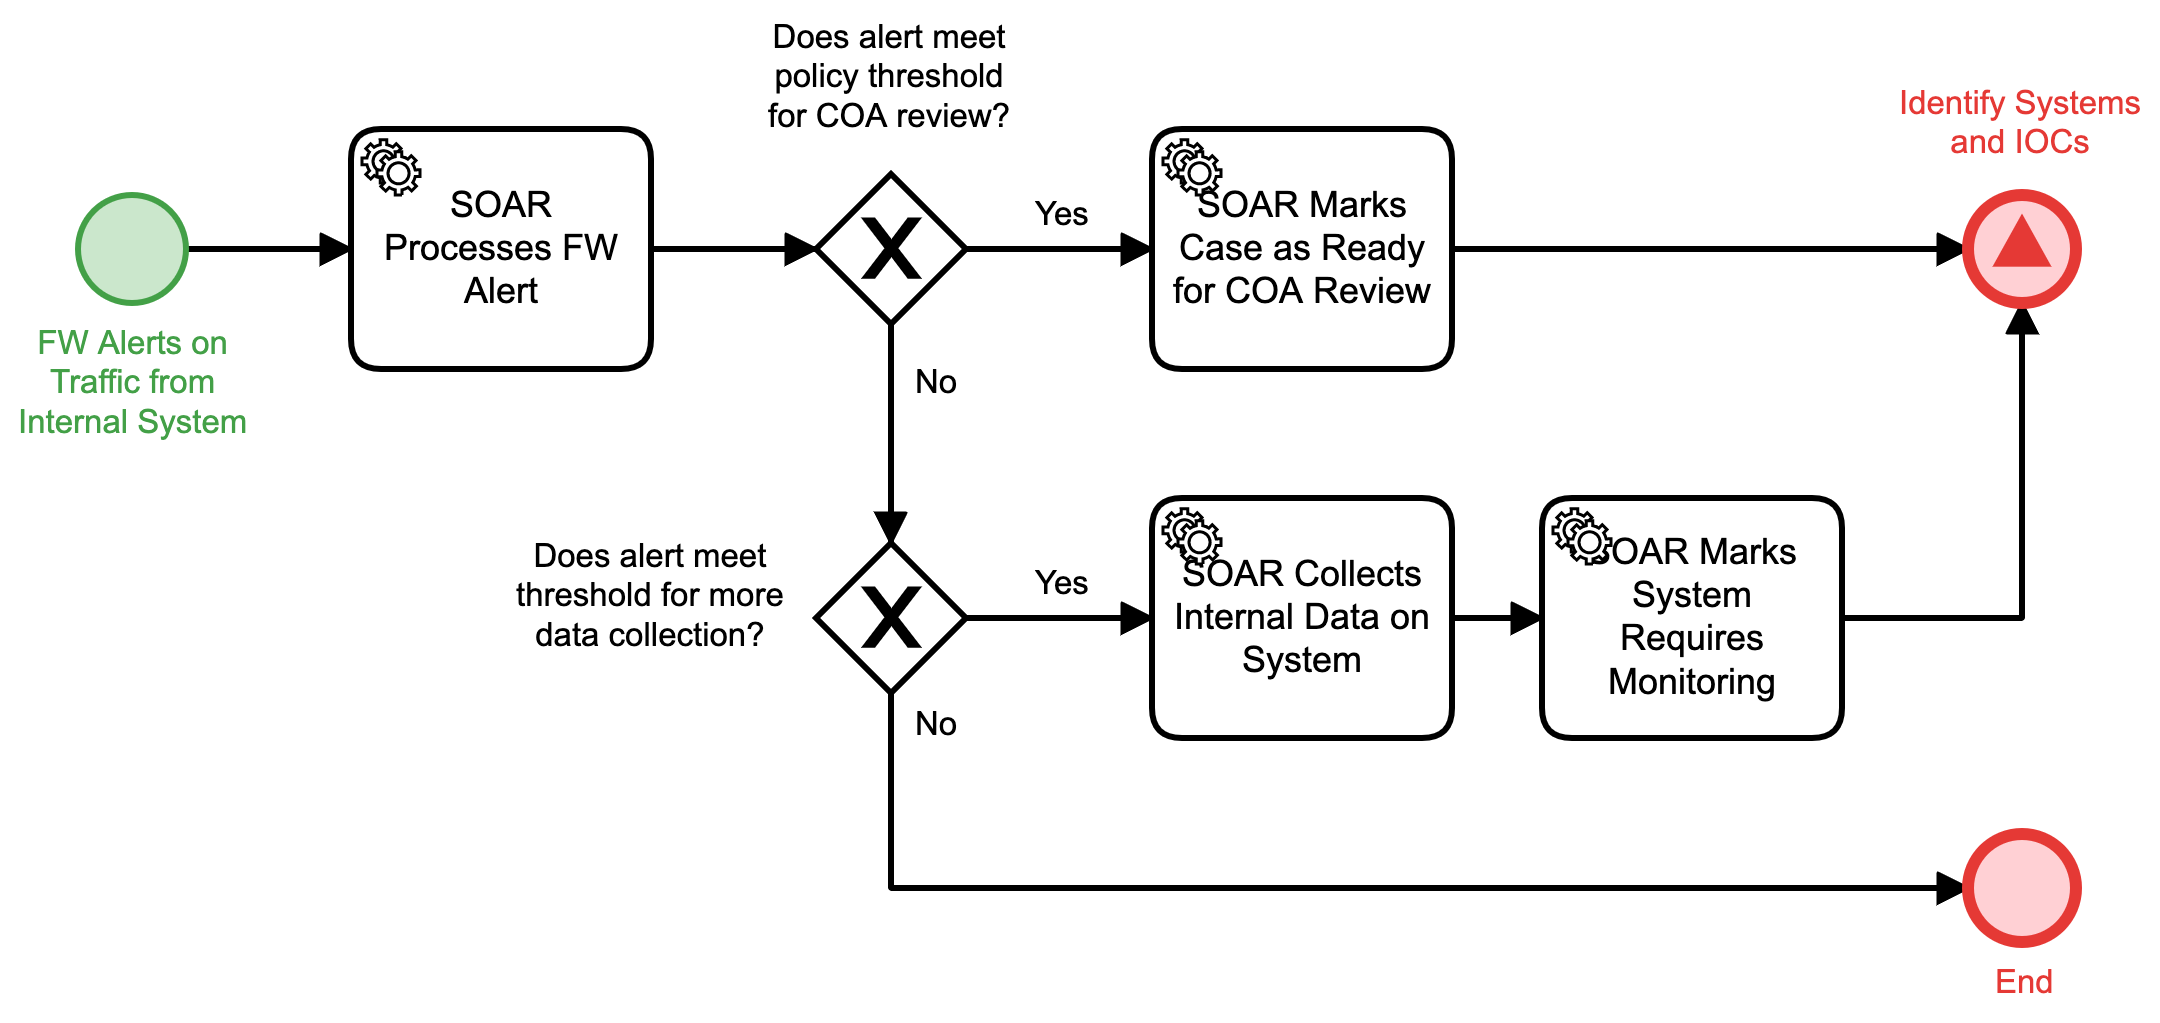 Does alert meet
policy threshold
for COA review?
Identify Systems
and IOCs
FW Alerts on
Traffic from
Internal System
SOAR
Processes FW
Alert
X
Yes
SOAR Marks
Case as Ready
for COA Review
No
Does alert meet
threshold for more
data collection?
X
Yes
SOAR Collects
Internal Data on
System
SOAR Marks
System
Requires
Monitoring
No
End